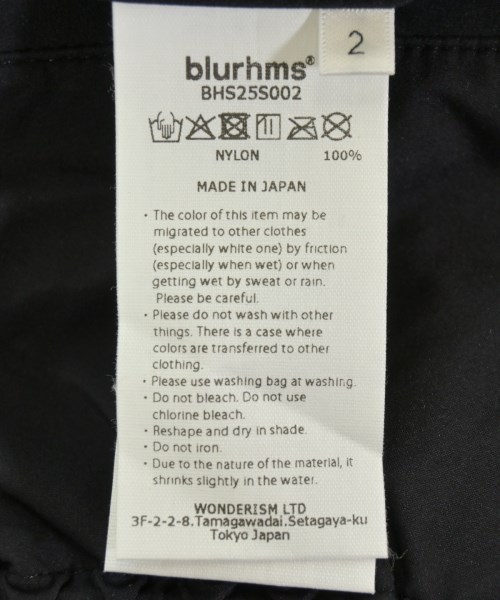 2
blurhms®
BHS25S002
NYLON 100%
MADE IN JAPAN
・The color of this item may be
migrated to other clothes
(especially white one) by friction
(especially when wet) or when
getting wet by sweat or rain.
Please be careful.
・Please do not wash with other
things. There is a case where
colors are transferred to other
clothing.
・Please use washing bag at washing.
・Do not bleach. Do not use
chlorine bleach.
・Reshape and dry in shade.
・Do not iron.
・Due to the nature of the material, it
shrinks slightly in the water.
WONDERISM LTD
3F-2-2-8.Tamagawadai.Setagaya-ku
Tokyo Japan